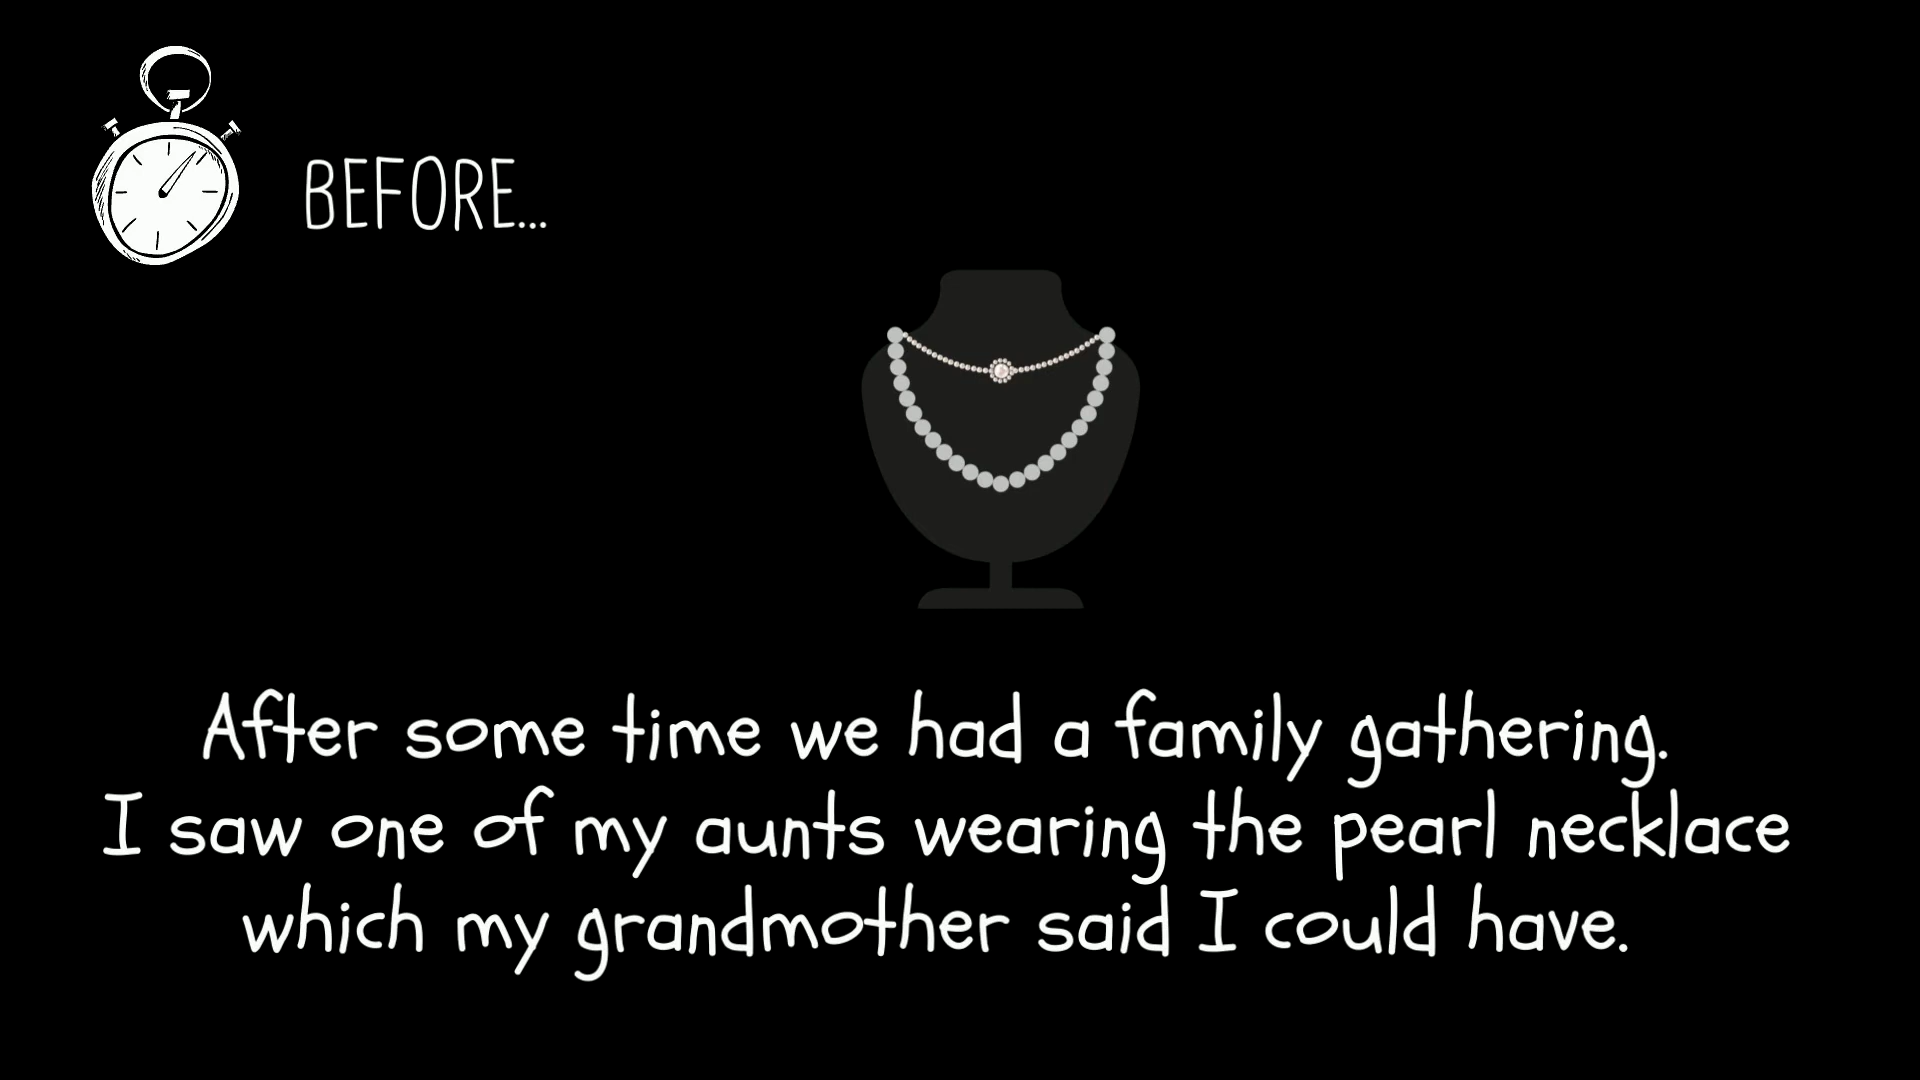 BEFORE...
After some time we had a family gathering.
I saw one of my aunts wearing the pearl necklace
which my grandmother said I could have.